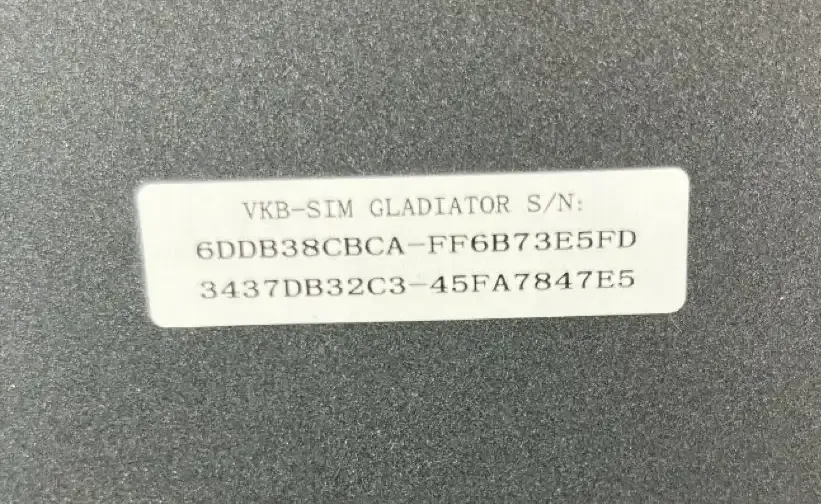 VKB-SIM GLADIATOR S/N:
6DDB38CBCA-FF6B73E5FD
3437DB32C3-45FA7847E5